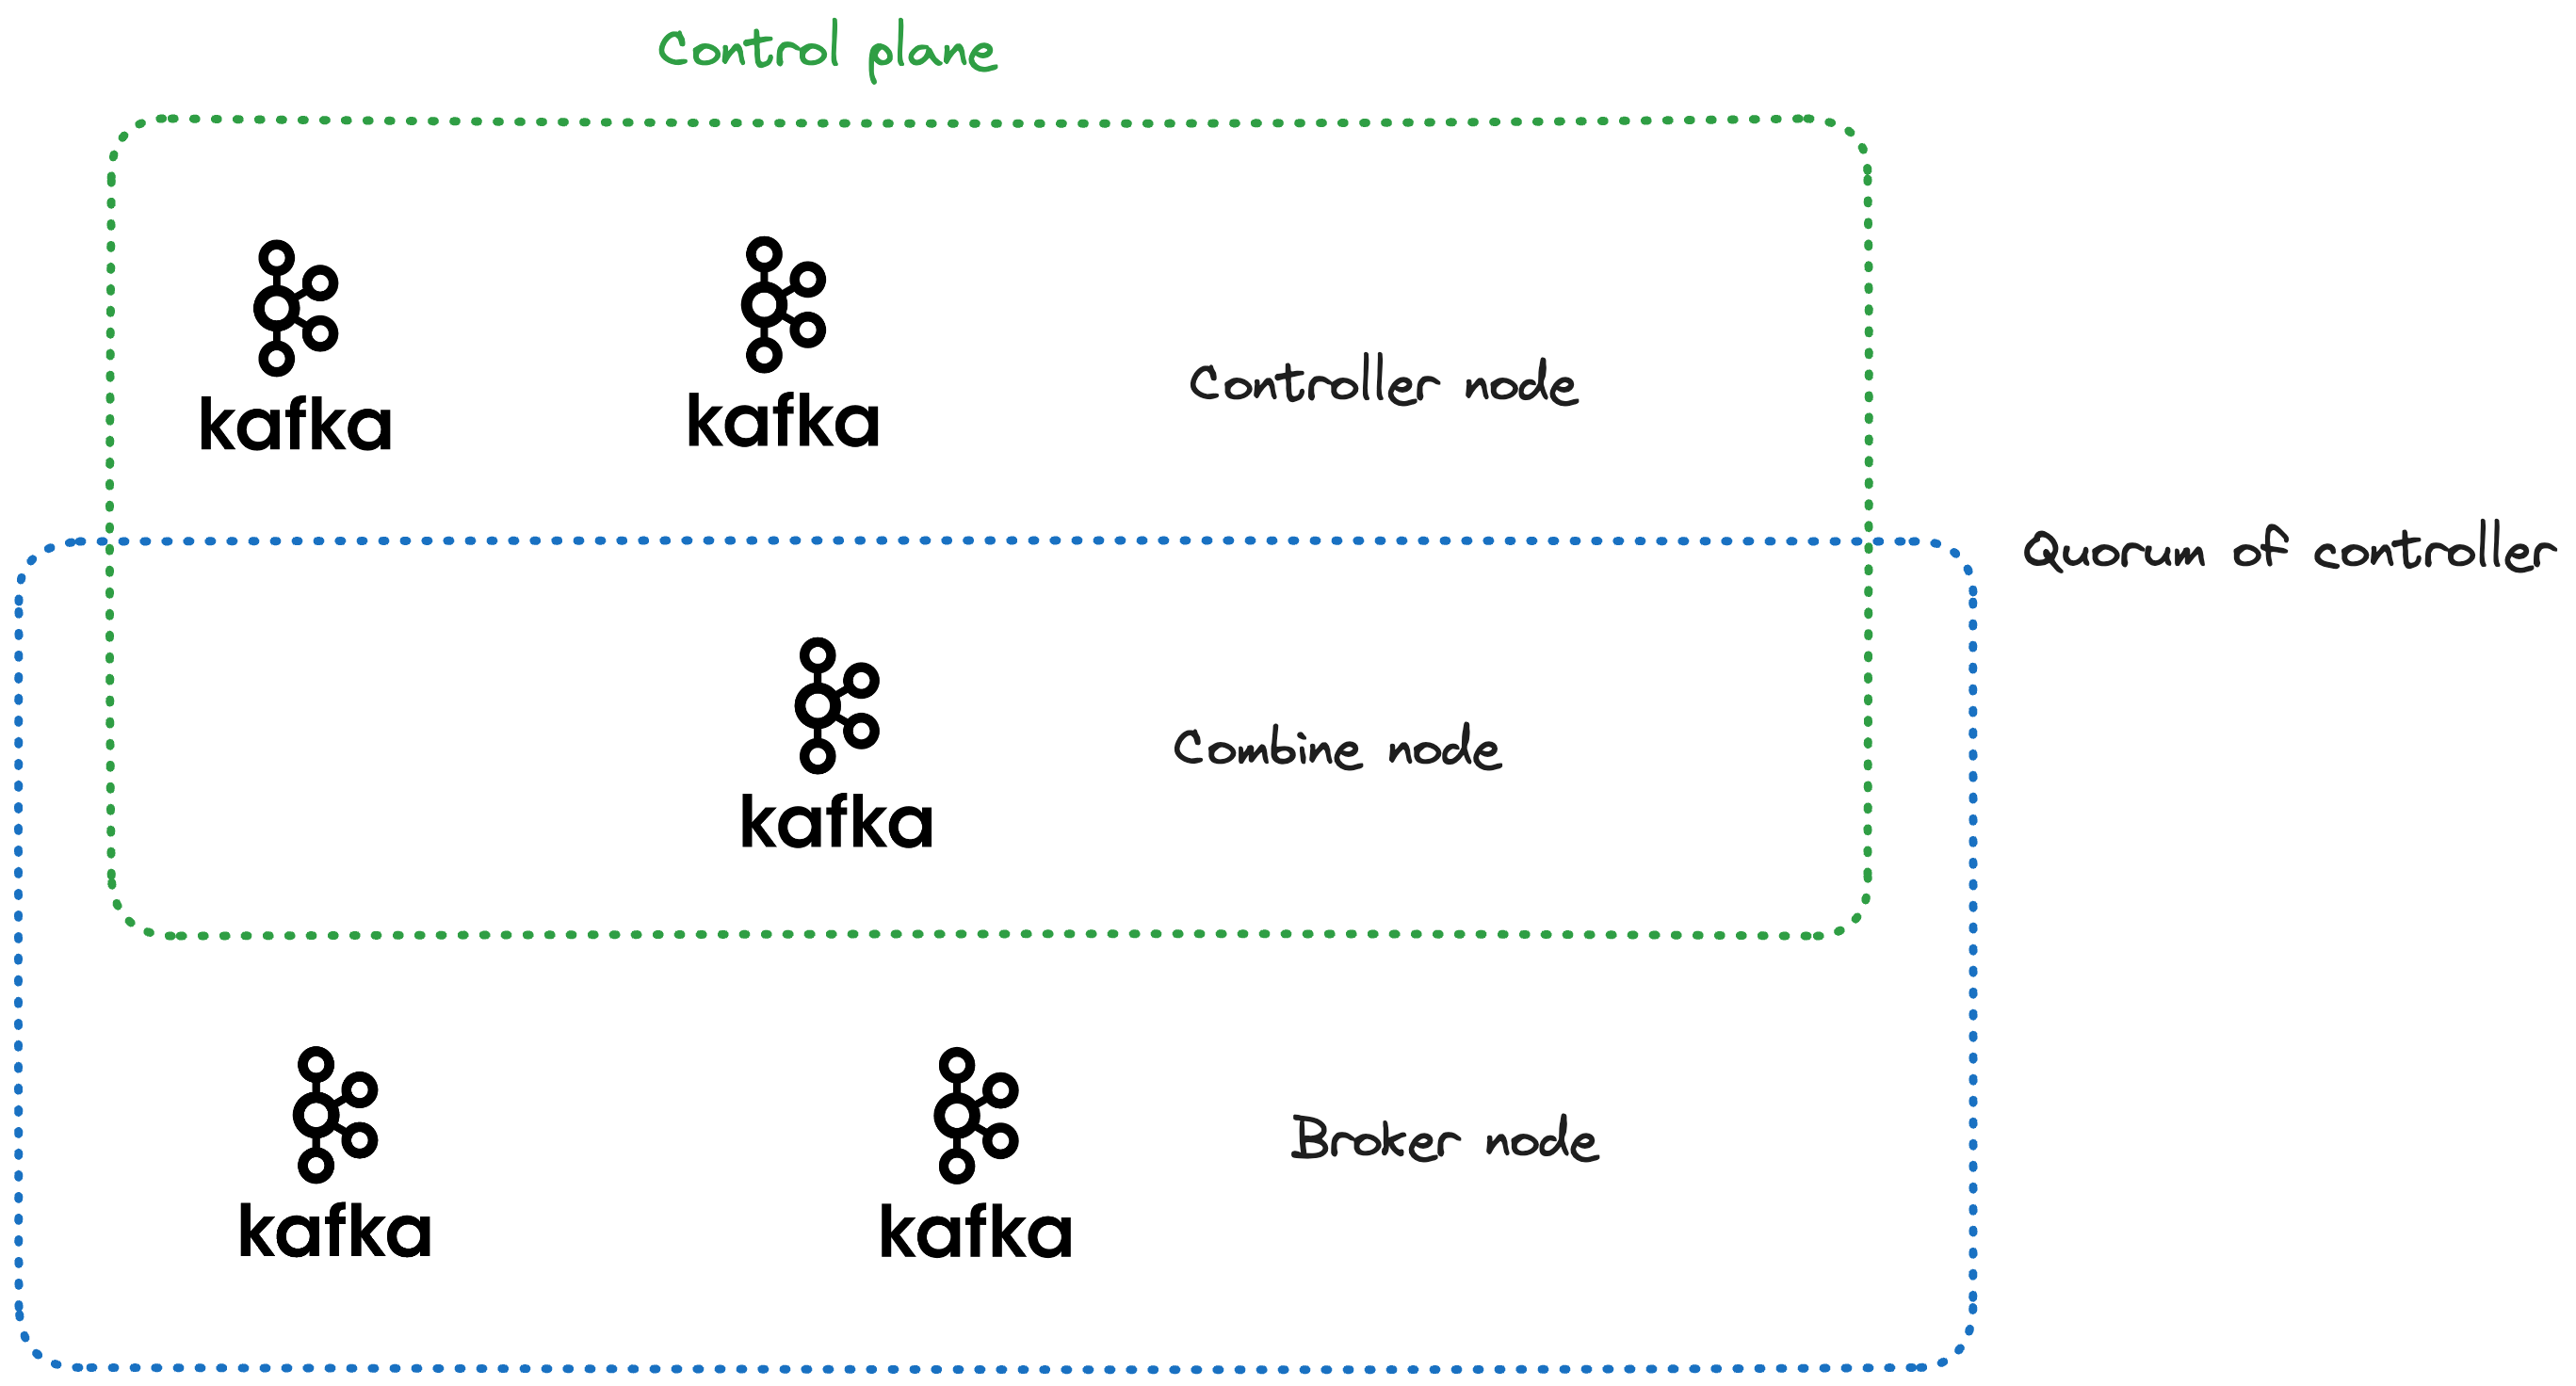 Control plane
kafka
kafka
Controller node
Quorum of controller
kafka
Combine node
kafka
kafka
Broker node